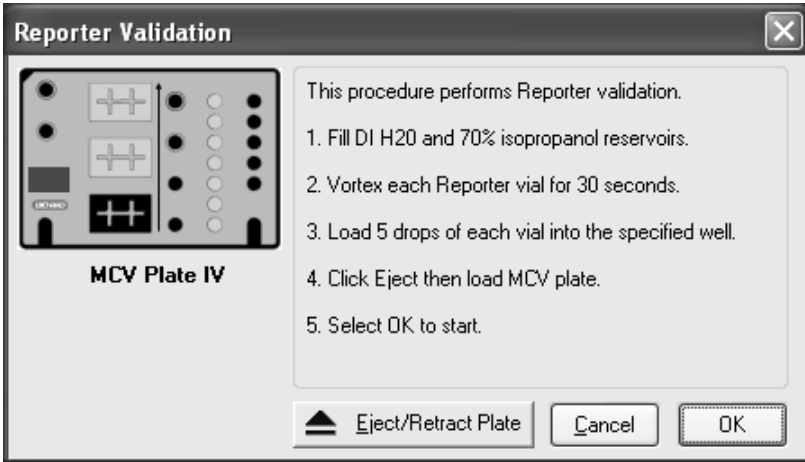 Reporter Validation
This procedure performs Reporter validation.
1. Fill DI H20 and 70% isopropanol reservoirs.
2. Vortex each Reporter vial for 30 seconds.
3. Load 5 drops of each vial into the specified well.
4. Click Eject then load MCV plate.
5. Select OK to start.
MCV Plate IV
Eject/Retract Plate
Cancel
OK